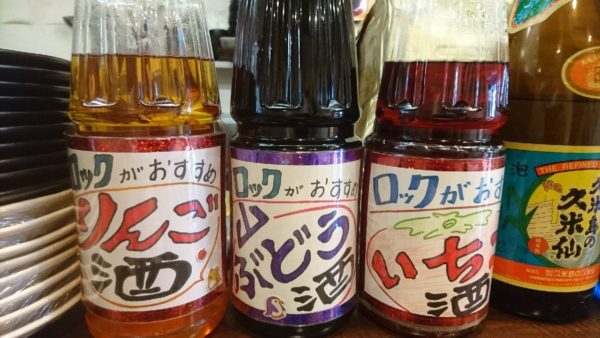 ロックがおすすめ
りんご
酒
ロックがおすすめ
山
ぶどう
酒
ロックがおす
いちご
酒
泡
THE REFINED
久米島の
久米仙